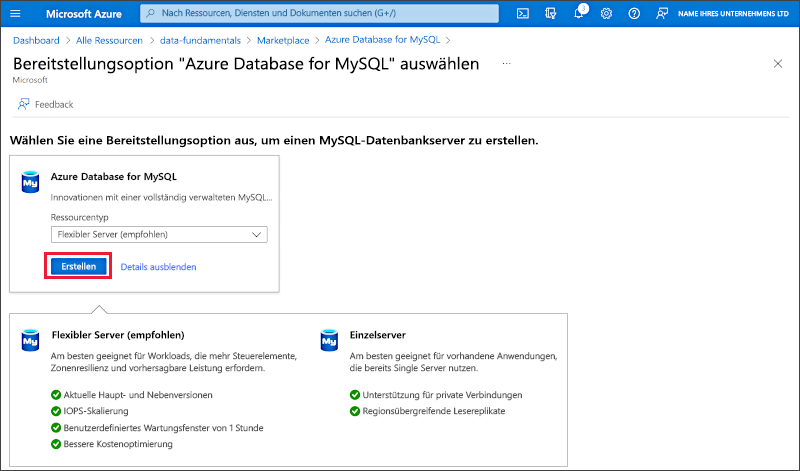 Microsoft Azure
Nach Ressourcen, Diensten und Dokumenten suchen (G+/)
3
NAME IHRES UNTERNEHMENS LTD
Dashboard > Alle Ressourcen > data-fundamentals > Marketplace > Azure Database for MySQL >
Bereitstellungsoption "Azure Database for MySQL" auswählen ...
Microsoft
Feedback
Wählen Sie eine Bereitstellungsoption aus, um einen MySQL-Datenbankserver zu erstellen.
My
Azure Database for MySQL
Innovationen mit einer vollständig verwalteten MySQL...
Ressourcentyp
Flexibler Server (empfohlen)
Erstellen
Details ausblenden
My
Flexibler Server (empfohlen)
Am besten geeignet für Workloads, die mehr Steuerelemente,
Zonenresilienz und vorhersagbare Leistung erfordern.
Aktuelle Haupt- und Nebenversionen
IOPS-Skalierung
Benutzerdefiniertes Wartungsfenster von 1 Stunde
Bessere Kostenoptimierung
My
Einzelserver
Am besten geeignet für vorhandene Anwendungen,
die bereits Single Server nutzen.
Unterstützung für private Verbindungen
Regionsübergreifende Lesereplikate